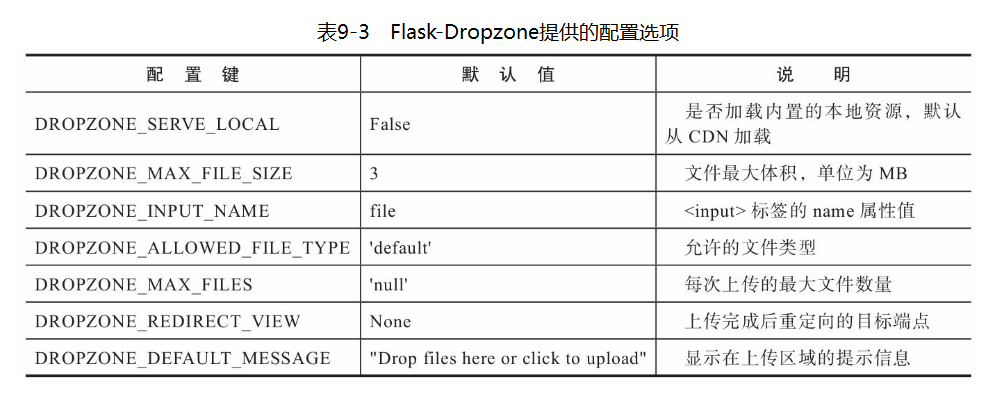 表9-3 Flask-Dropzone提供的配置选项
配 置 键 默 认 值 说 明
DROPZONE_SERVE_LOCAL False 是否加载内置的本地资源，默认
从 CDN 加载
DROPZONE_MAX_FILE_SIZE 3 文件最大体积，单位为 MB
DROPZONE_INPUT_NAME file <input> 标签的 name 属性值
DROPZONE_ALLOWED_FILE_TYPE 'default' 允许的文件类型
DROPZONE_MAX_FILES 'null' 每次上传的最大文件数量
DROPZONE_REDIRECT_VIEW None 上传完成后重定向的目标端点
DROPZONE_DEFAULT_MESSAGE "Drop files here or click to upload" 显示在上传区域的提示信息